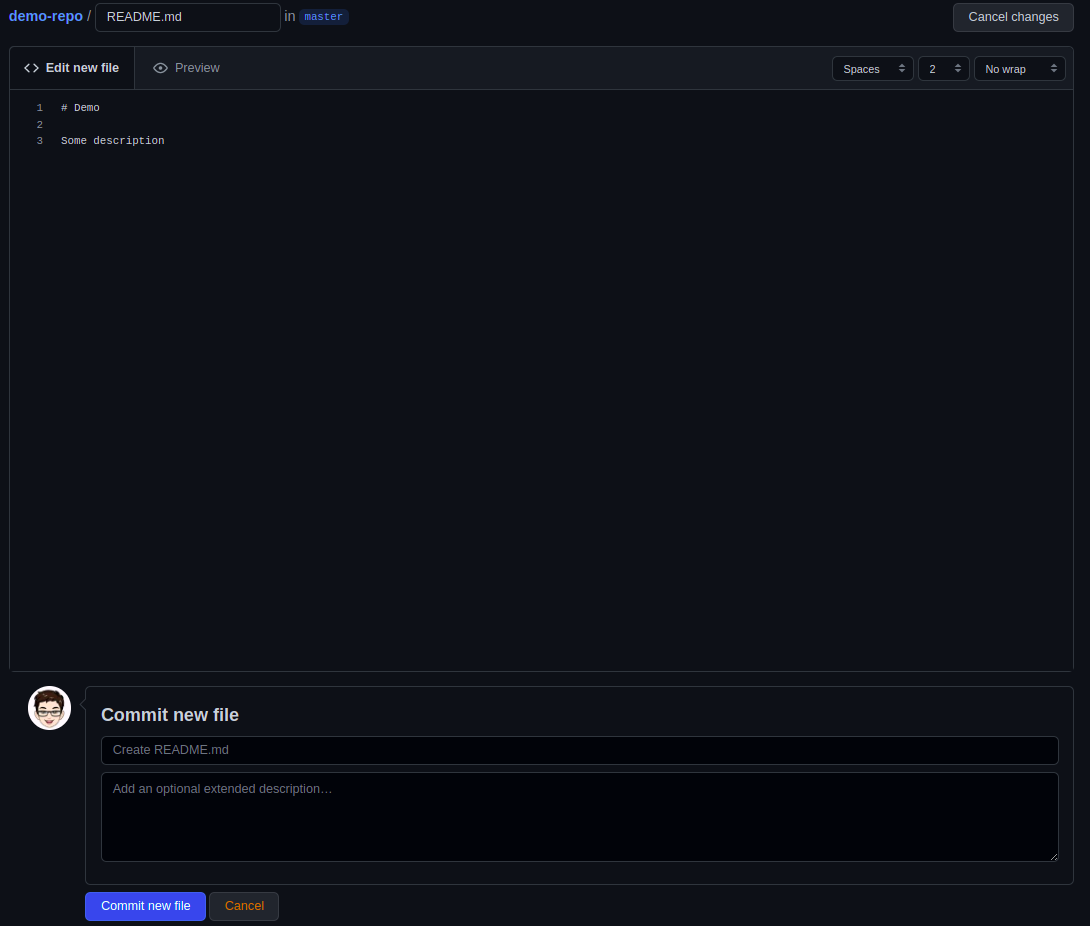 demo-repo / README.md in master Cancel changes
<> Edit new file Preview Spaces 2 No wrap
1 # Demo
2
3 Some description
Commit new file
Create README.md
Add an optional extended description…
Commit new file Cancel